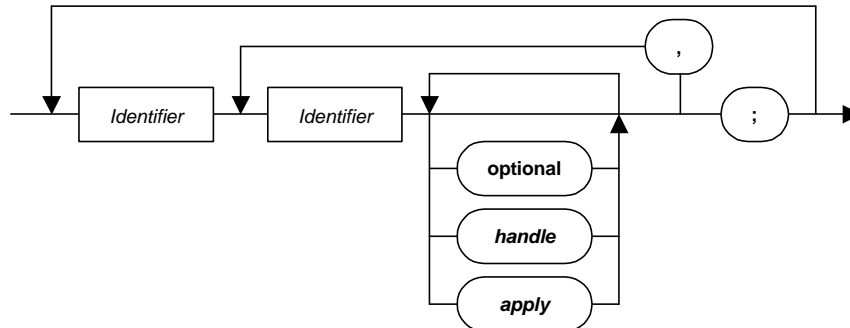 ,
Identifier
Identifier
;
optional
handle
apply